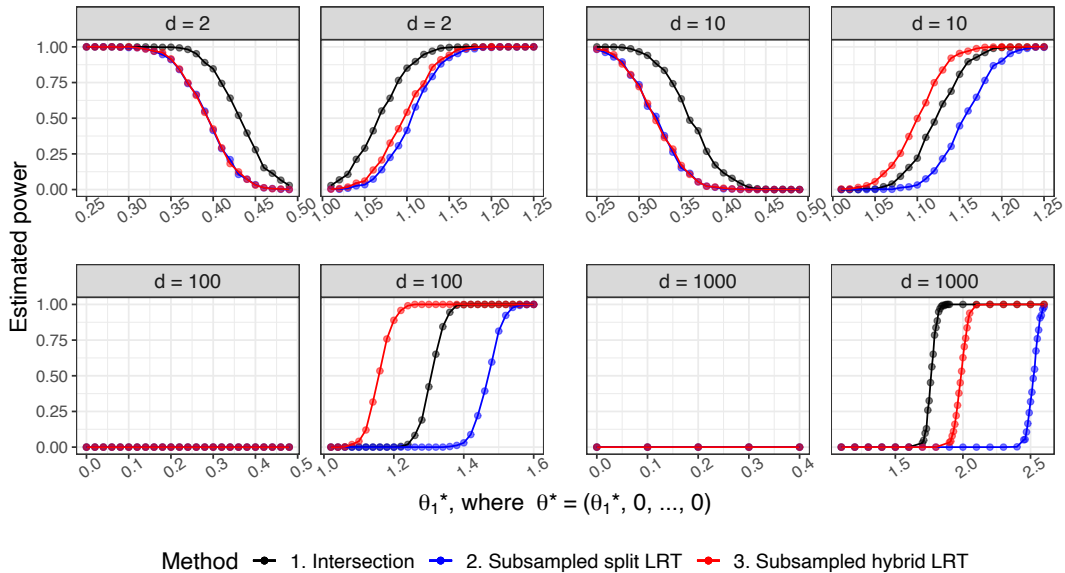 d = 2 d = 2 d = 10 d = 10
1.00
0.75
0.50
0.25
0.00
0.25 0.30 0.35 0.40 0.45 0.50 1.00 1.05 1.10 1.15 1.20 1.25 0.25 0.30 0.35 0.40 0.45 0.50 1.00 1.05 1.10 1.15 1.20 1.25
Estimated power
d = 100 d = 100 d = 1000 d = 1000
1.00
0.75
0.50
0.25
0.00
0.0 0.1 0.2 0.3 0.4 0.5 1.0 1.2 1.4 1.6 0.0 0.1 0.2 0.3 0.4 1.5 2.0 2.5
θ₁*, where θ* = (θ₁*, 0, ..., 0)
Method 1. Intersection 2. Subsampled split LRT 3. Subsampled hybrid LRT